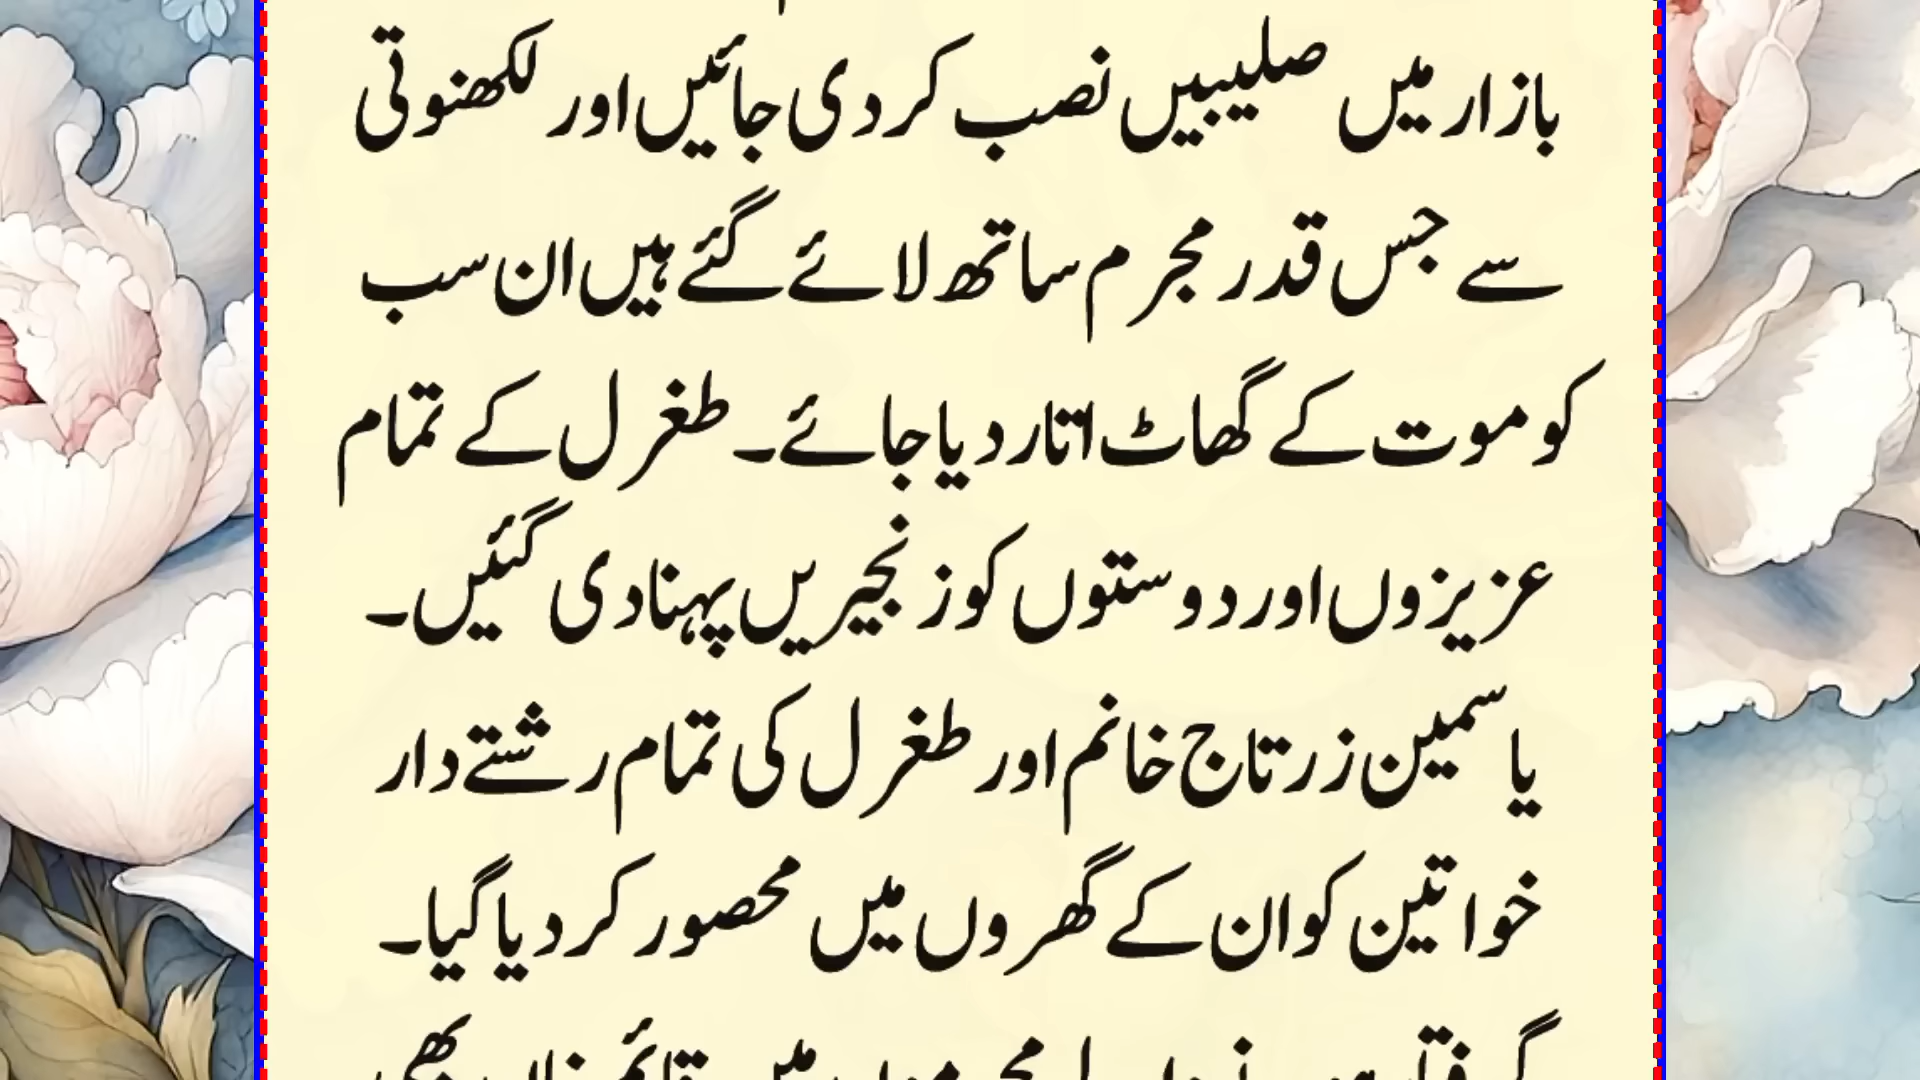 بازار میں صلیبیں نصب کر دی جائیں اور لکھنوتی
سے جس قدر مجرم ساتھ لائے گئے ہیں ان سب
کو موت کے گھاٹ اتار دیا جائے۔ طغرل کے تمام
عزیزوں اور دوستوں کو زنجیریں پہنا دی گئیں۔
یاسمین زرتاج خانم اور طغرل کی تمام رشتے دار
خواتین کو ان کے گھروں میں محصور کر دیا گیا۔